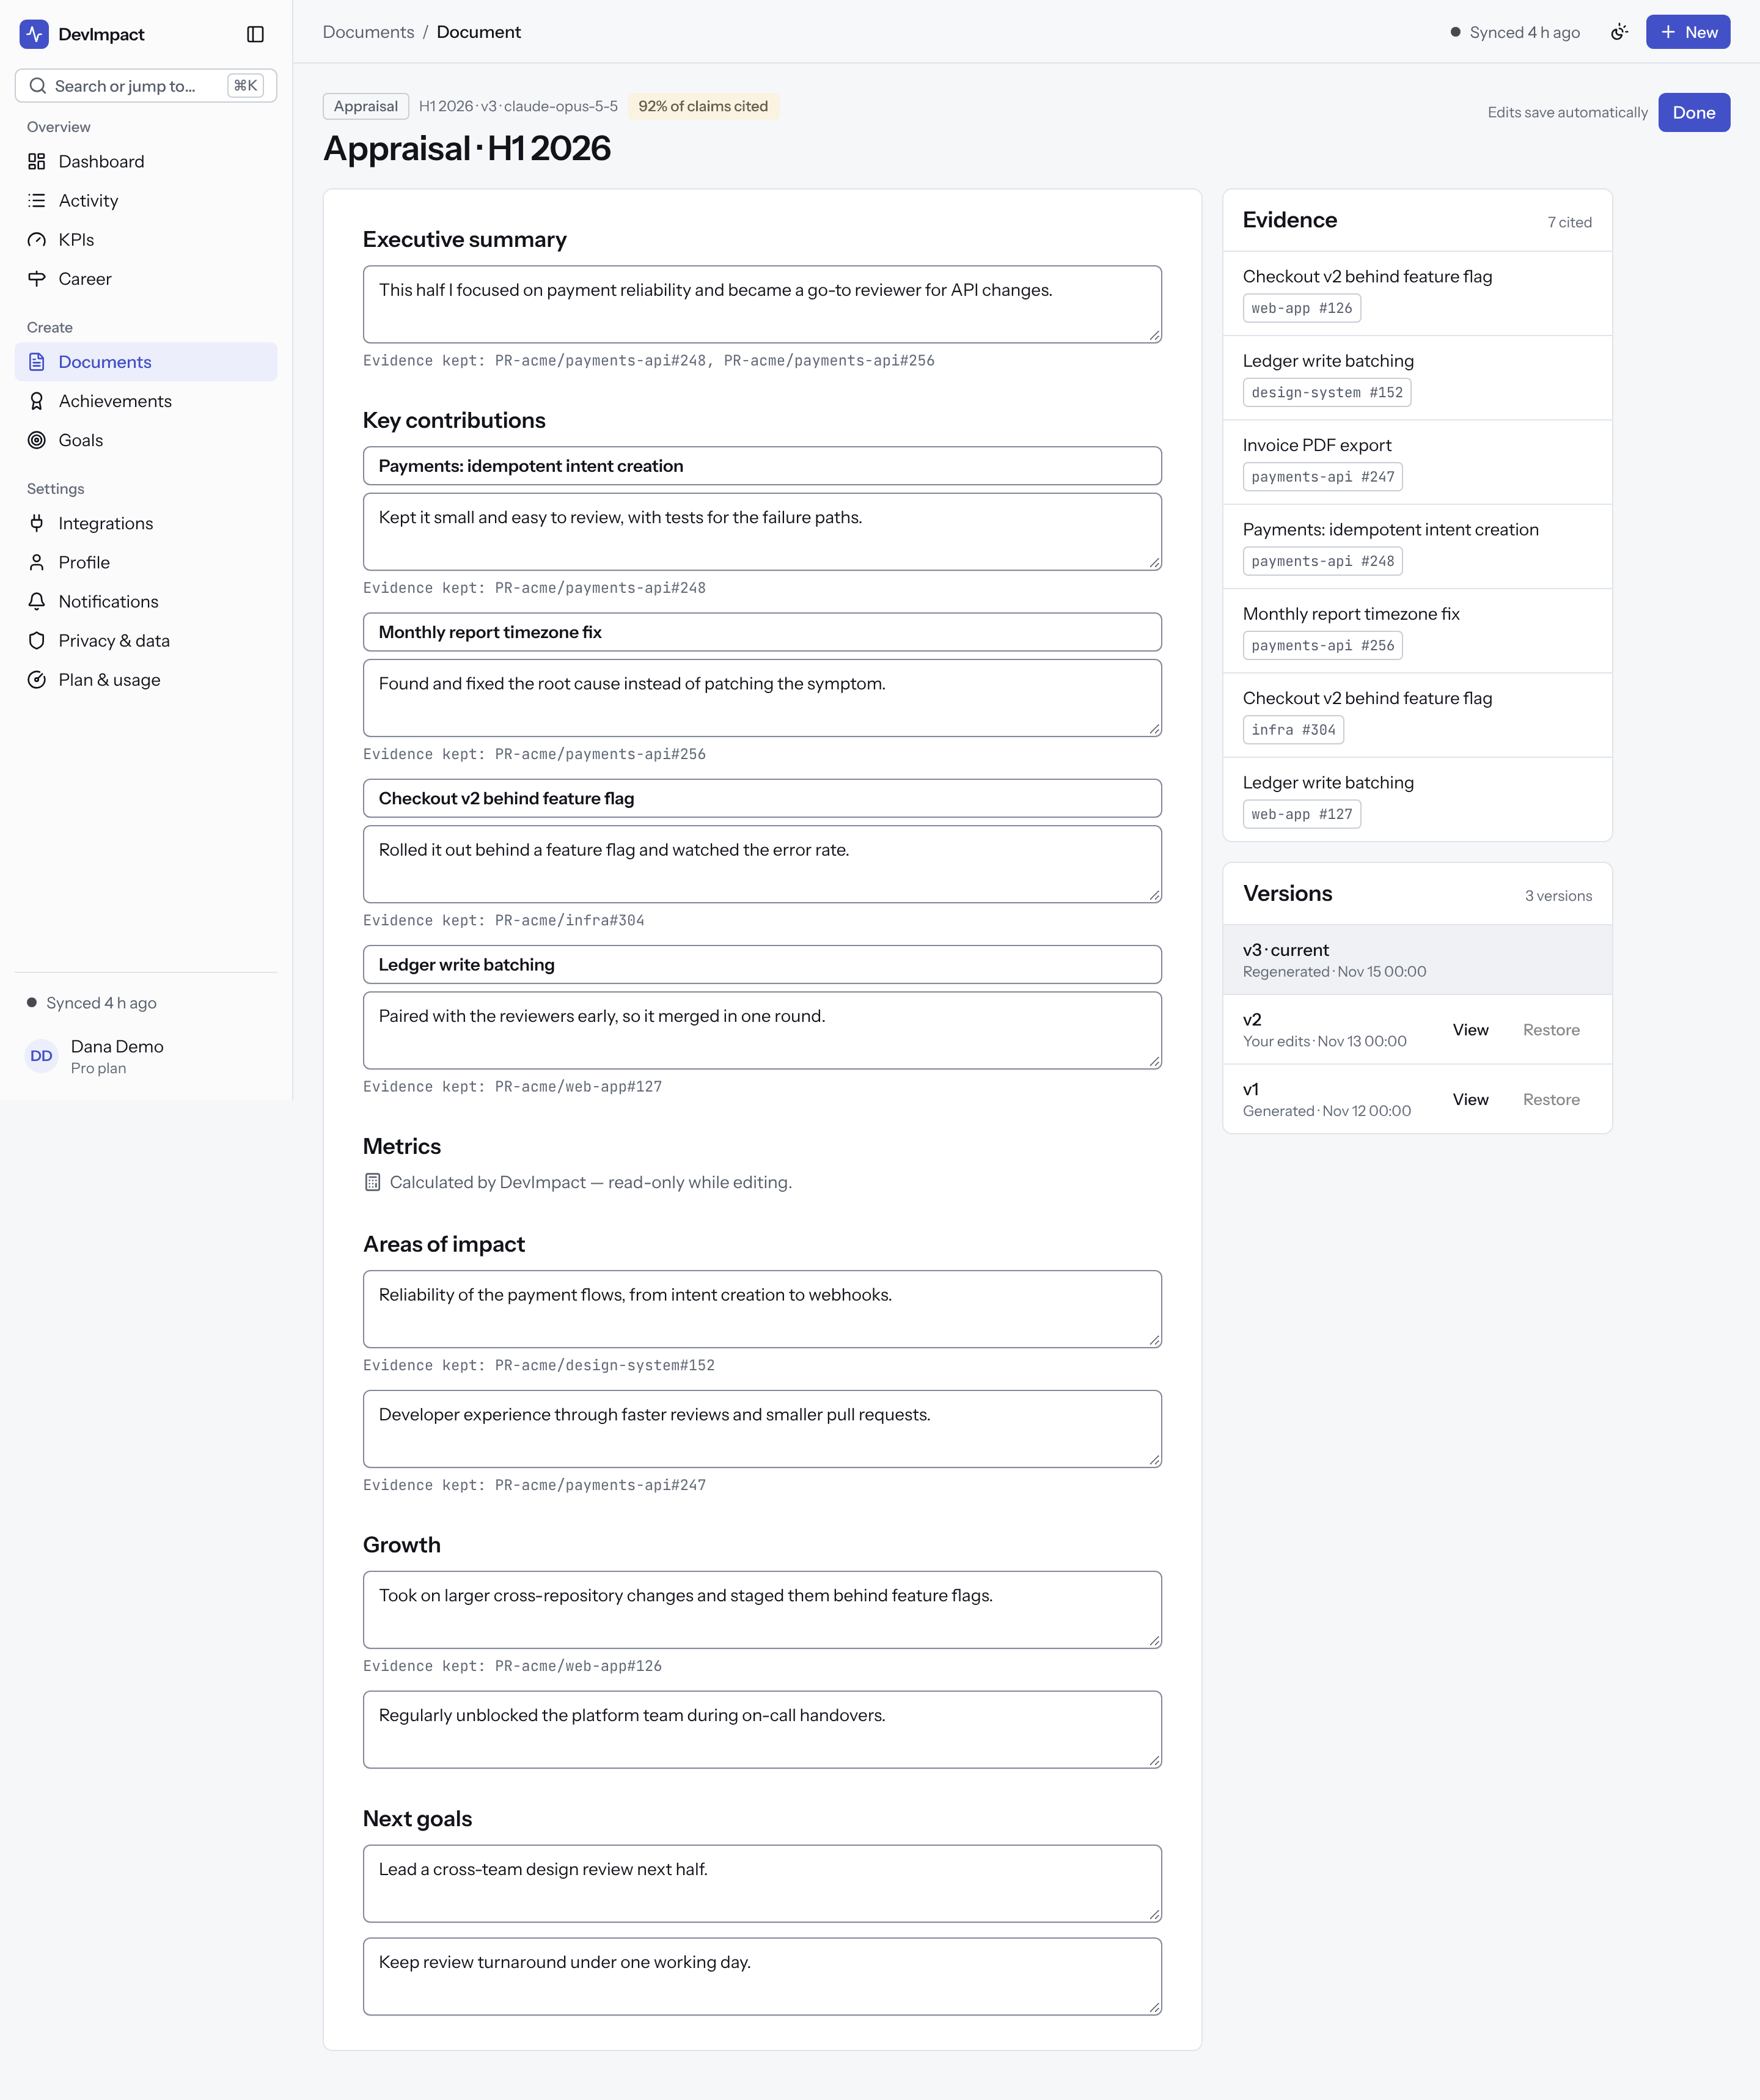 DevImpact
Search or jump to...
⌘K
Overview
Dashboard
Activity
KPIs
Career
Create
Documents
Achievements
Goals
Settings
Integrations
Profile
Notifications
Privacy & data
Plan & usage
Synced 4 h ago
DD
Dana Demo
Pro plan
Documents / Document
Synced 4 h ago
New
Appraisal
H1 2026 · v3 · claude-opus-5-5
92% of claims cited
Appraisal · H1 2026
Edits save automatically
Done
Executive summary
This half I focused on payment reliability and became a go-to reviewer for API changes.
Evidence kept: PR-acme/payments-api#248, PR-acme/payments-api#256
Key contributions
Payments: idempotent intent creation
Kept it small and easy to review, with tests for the failure paths.
Evidence kept: PR-acme/payments-api#248
Monthly report timezone fix
Found and fixed the root cause instead of patching the symptom.
Evidence kept: PR-acme/payments-api#256
Checkout v2 behind feature flag
Rolled it out behind a feature flag and watched the error rate.
Evidence kept: PR-acme/infra#304
Ledger write batching
Paired with the reviewers early, so it merged in one round.
Evidence kept: PR-acme/web-app#127
Metrics
Calculated by DevImpact — read-only while editing.
Areas of impact
Reliability of the payment flows, from intent creation to webhooks.
Evidence kept: PR-acme/design-system#152
Developer experience through faster reviews and smaller pull requests.
Evidence kept: PR-acme/payments-api#247
Growth
Took on larger cross-repository changes and staged them behind feature flags.
Evidence kept: PR-acme/web-app#126
Regularly unblocked the platform team during on-call handovers.
Next goals
Lead a cross-team design review next half.
Keep review turnaround under one working day.
Evidence
7 cited
Checkout v2 behind feature flag
web-app #126
Ledger write batching
design-system #152
Invoice PDF export
payments-api #247
Payments: idempotent intent creation
payments-api #248
Monthly report timezone fix
payments-api #256
Checkout v2 behind feature flag
infra #304
Ledger write batching
web-app #127
Versions
3 versions
v3 · current
Regenerated · Nov 15 00:00
v2
Your edits · Nov 13 00:00
View
Restore
v1
Generated · Nov 12 00:00
View
Restore